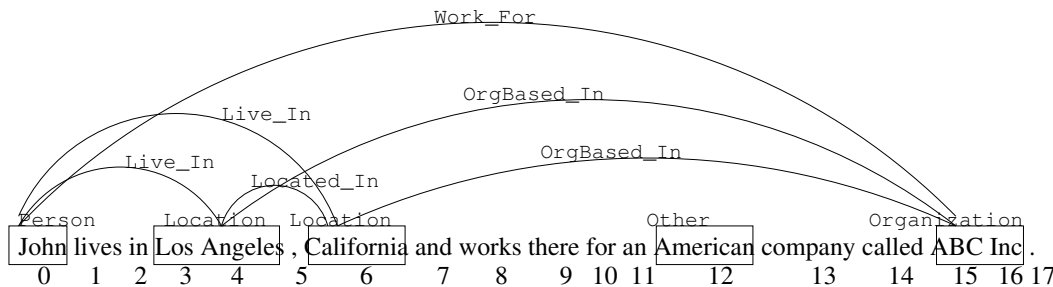 Work_For
OrgBased_In
Live_In
OrgBased_In
Live_In
Located_In
Person Location Location Other Organization
John lives in Los Angeles , California and works there for an American company called ABC Inc .
0 1 2 3 4 5 6 7 8 9 10 11 12 13 14 15 16 17